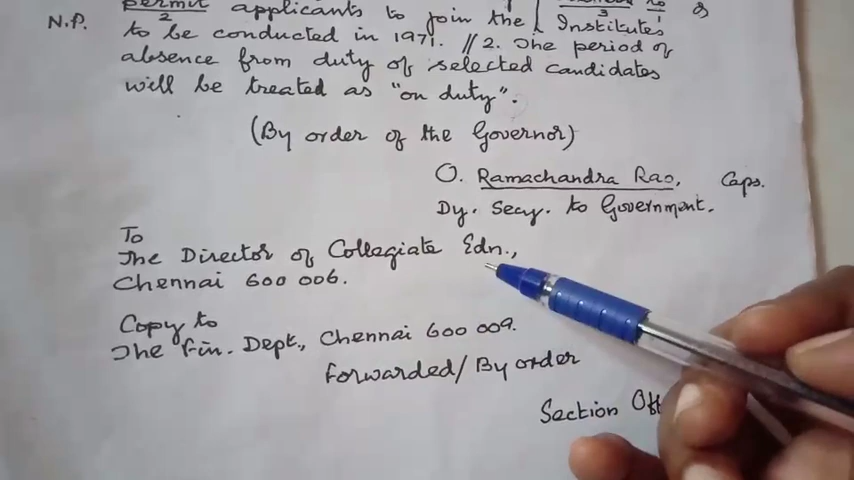 permit applicants to join the Institutes
2 3 1
N.P. to be conducted in 1971. // 2. The period of
absence from duty of selected candidates
will be treated as "on duty".
(By order of the Governor)
O. Ramachandra Rao, Caps.
Dy. Secy. to Government.
To
The Director of Collegiate Edn.,
Chennai 600 006.
Copy to
The Fin. Dept., Chennai 600 009.
Forwarded/By order
Section Off